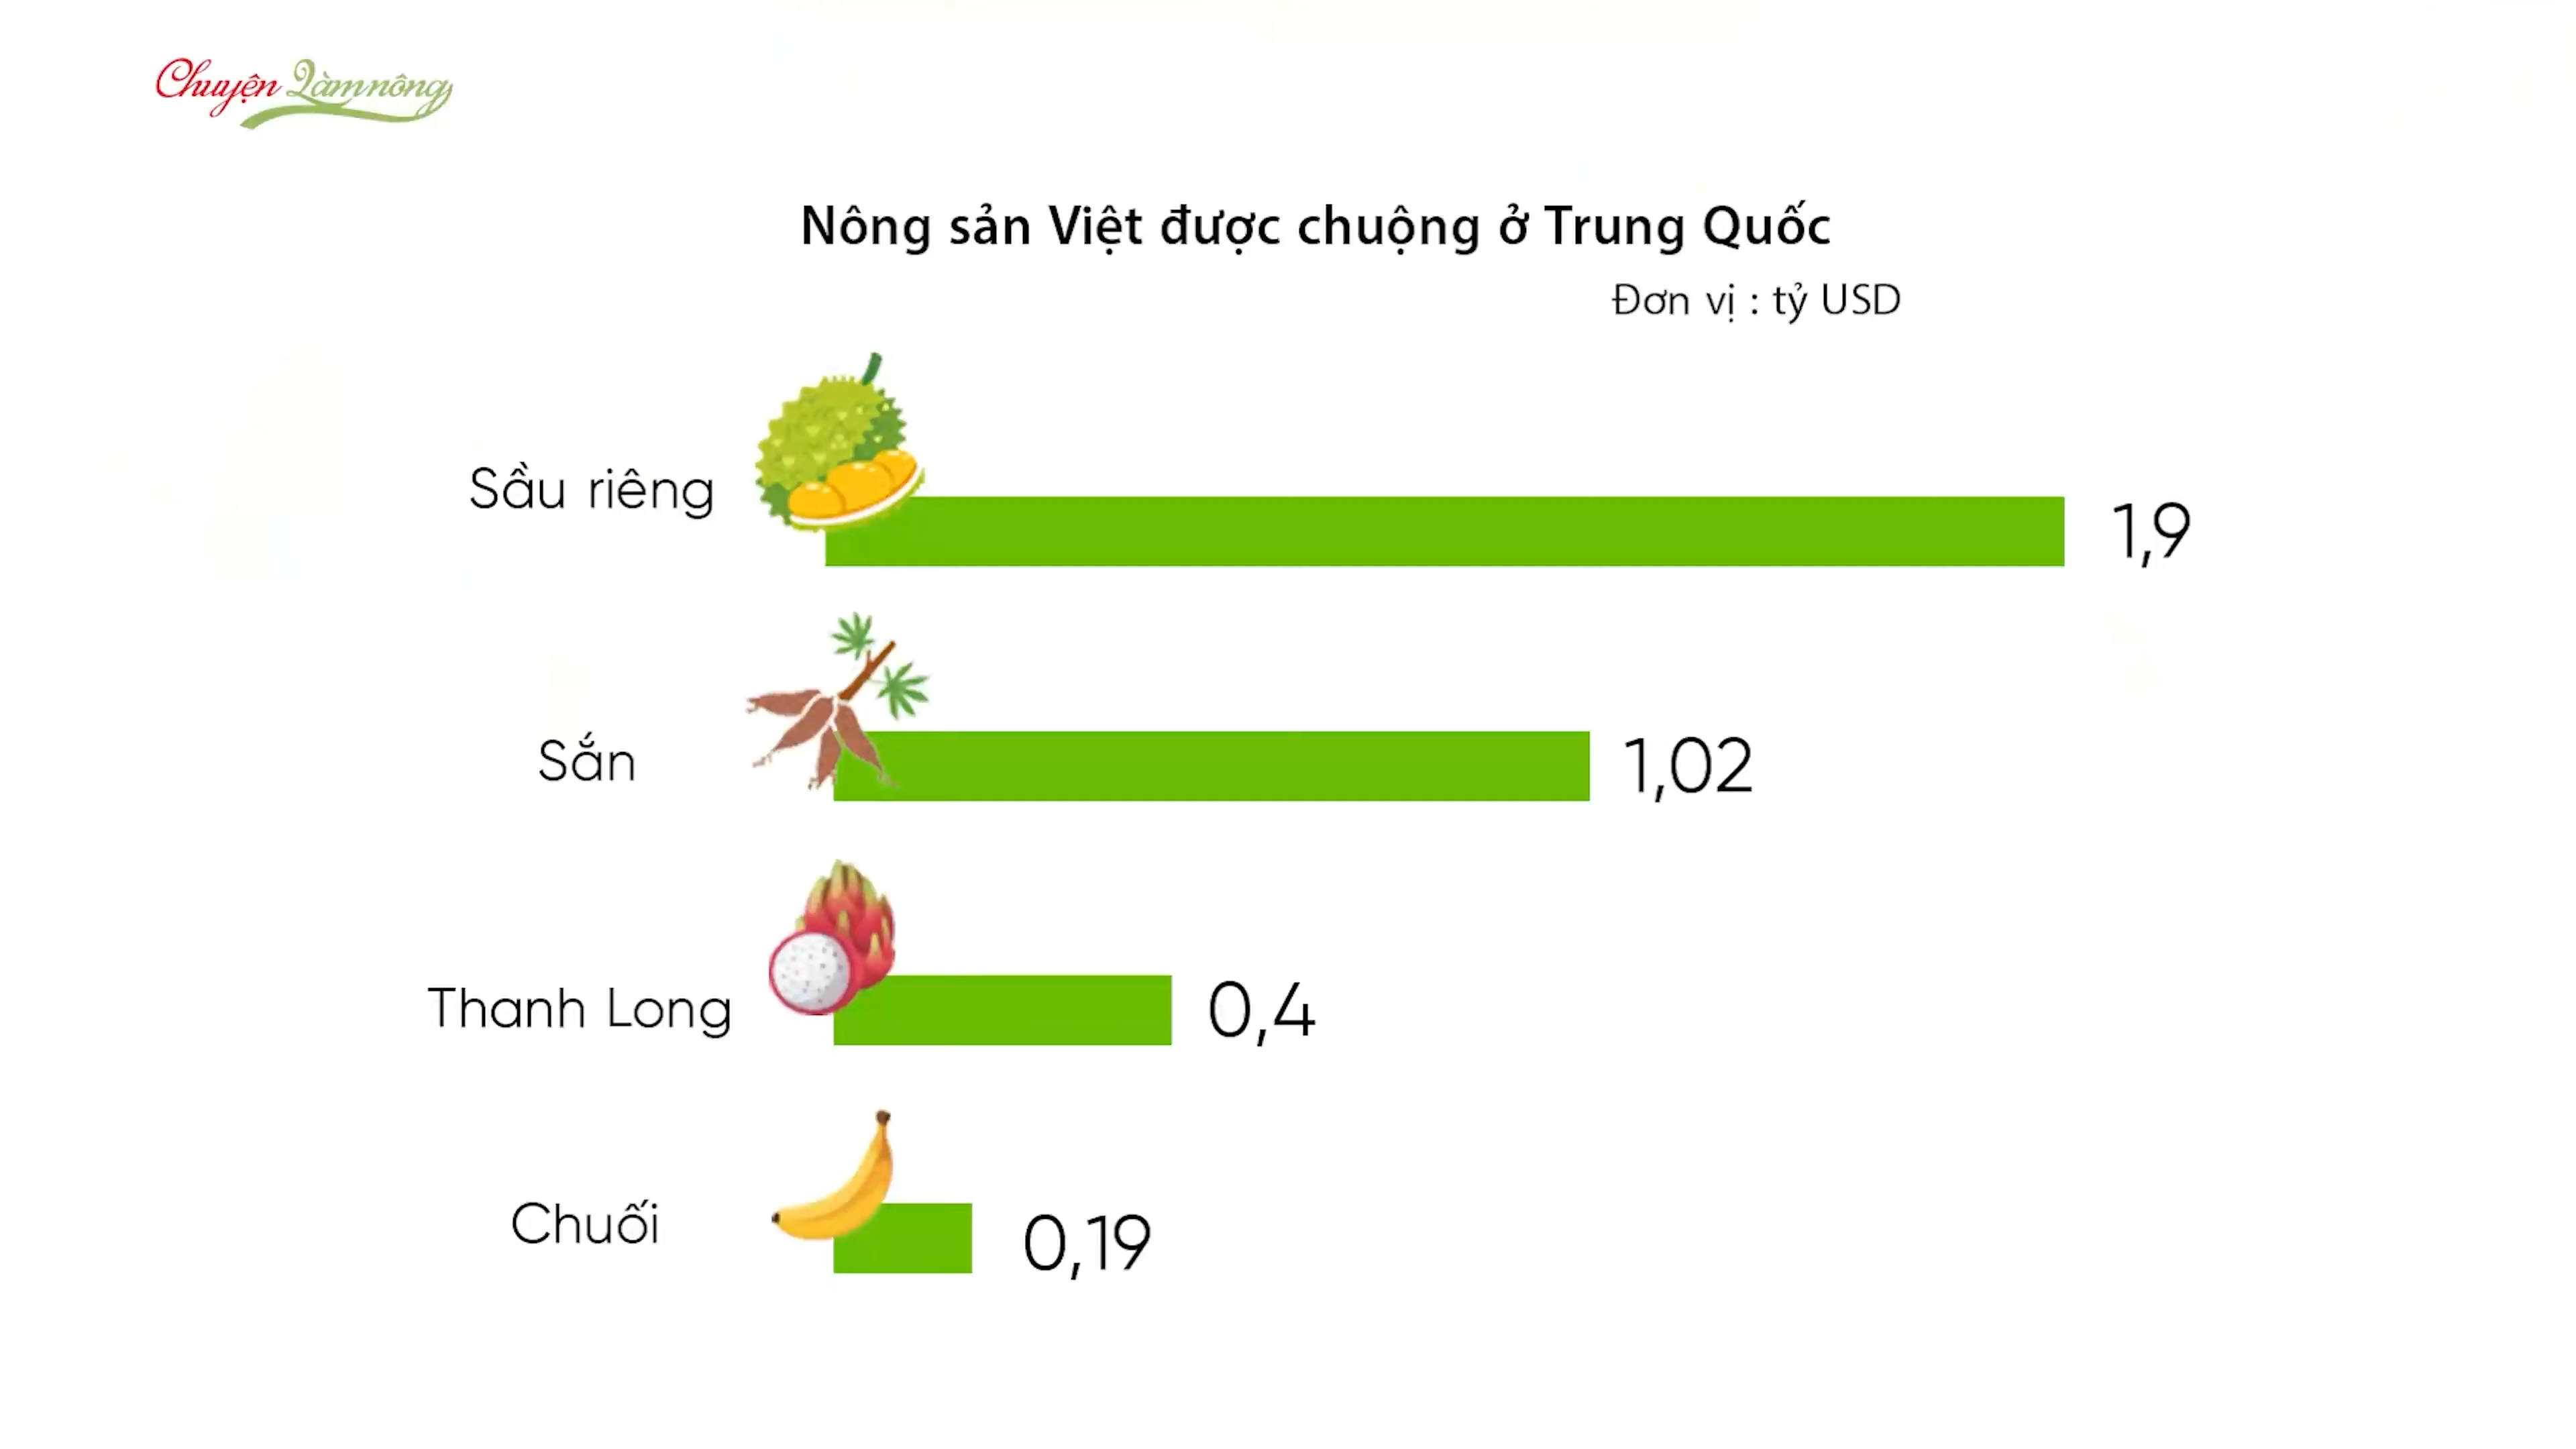 Chuyện Làm nông
Nông sản Việt được chuộng ở Trung Quốc
Đơn vị : tỷ USD
Sầu riêng
1,9
Sắn
1,02
Thanh Long
0,4
Chuối
0,19